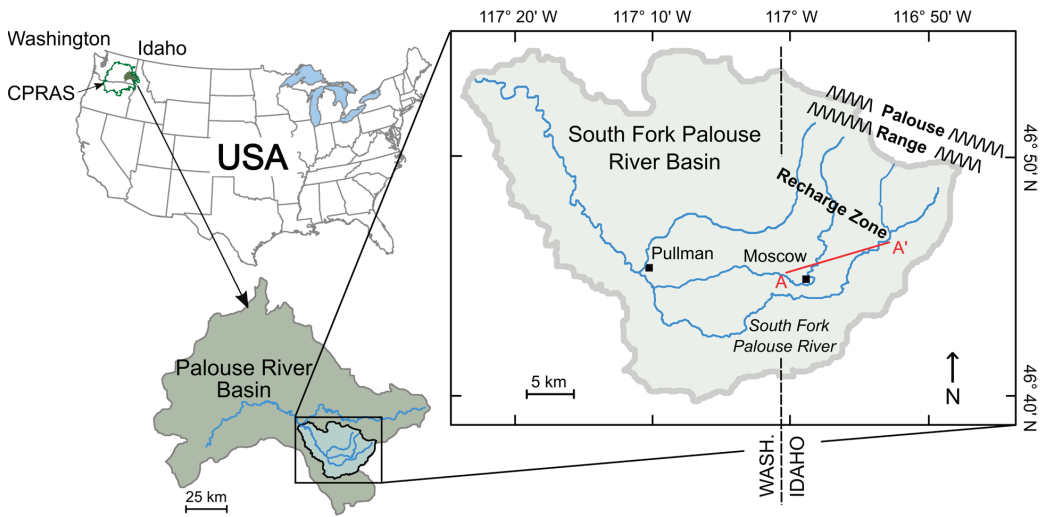 117° 20' W
117° 10' W
117° W
116° 50' W
Washington
Idaho
CPRAS
USA
South Fork Palouse
River Basin
Palouse
Range
46° 50' N
Recharge Zone
Pullman
Moscow
A
A'
South Fork
Palouse River
5 km
N
46° 40' N
Palouse River
Basin
25 km
WASH.
IDAHO